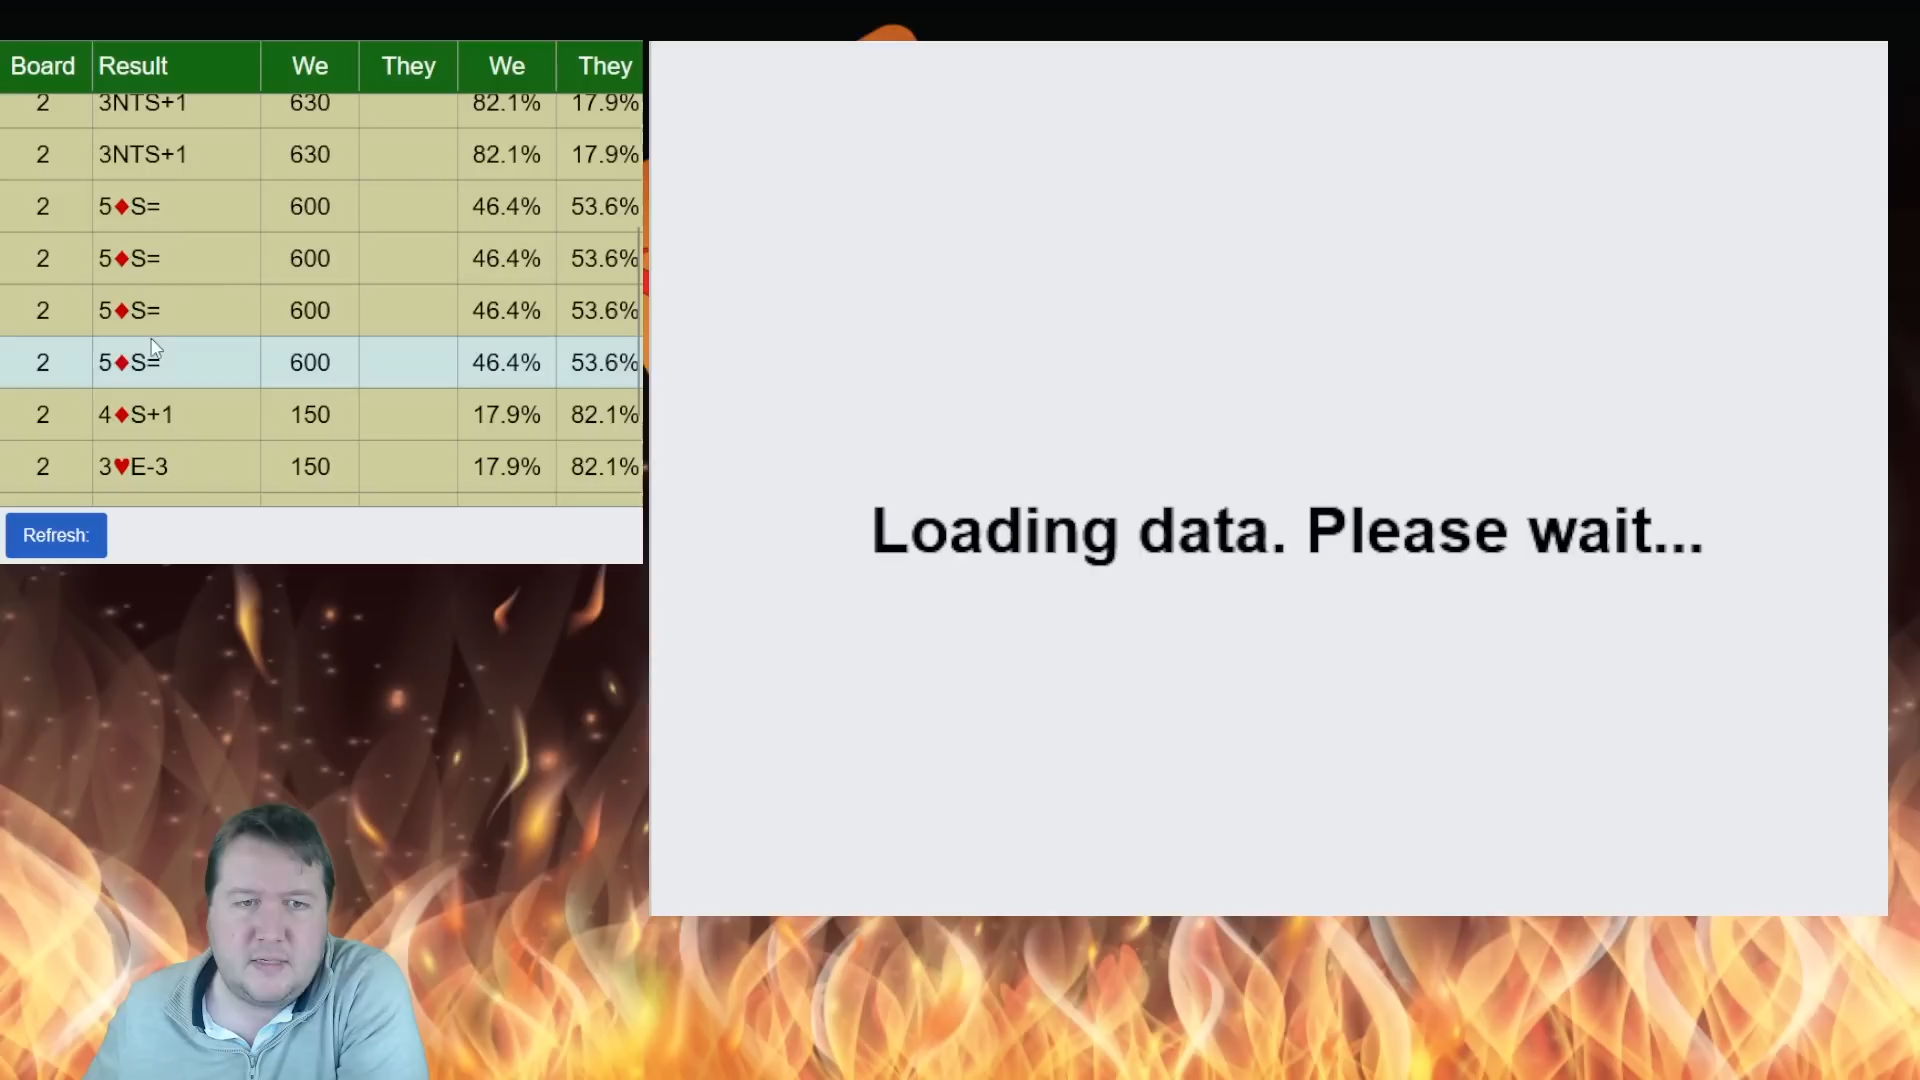 Board Result We They We They
2 3NTS+1 630 82.1% 17.9%
2 3NTS+1 630 82.1% 17.9%
2 5♦S= 600 46.4% 53.6%
2 5♦S= 600 46.4% 53.6%
2 5♦S= 600 46.4% 53.6%
2 5♦S= 600 46.4% 53.6%
2 4♦S+1 150 17.9% 82.1%
2 3♥E-3 150 17.9% 82.1%
Refresh:
Loading data. Please wait...